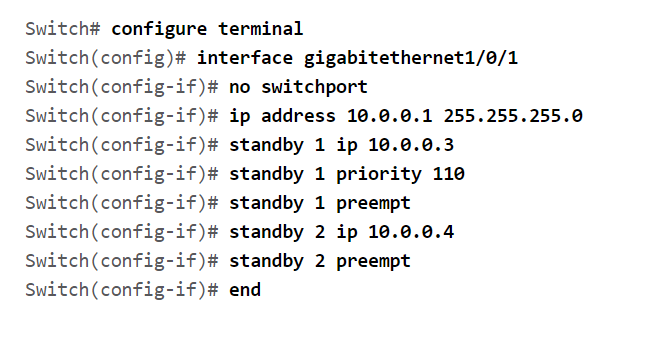 Switch# configure terminal
Switch(config)# interface gigabitethernet1/0/1
Switch(config-if)# no switchport
Switch(config-if)# ip address 10.0.0.1 255.255.255.0
Switch(config-if)# standby 1 ip 10.0.0.3
Switch(config-if)# standby 1 priority 110
Switch(config-if)# standby 1 preempt
Switch(config-if)# standby 2 ip 10.0.0.4
Switch(config-if)# standby 2 preempt
Switch(config-if)# end